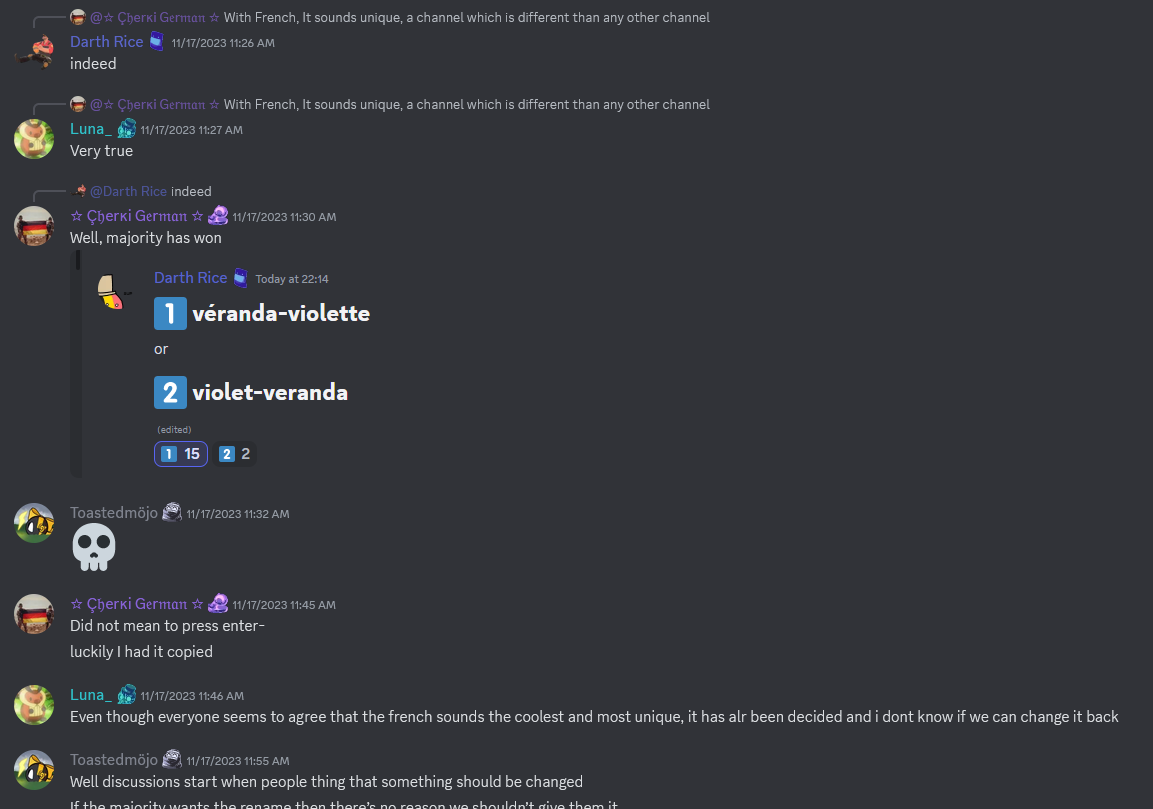 @☆ Çɧerкi Ger𝔪𝔞𝔫 ☆ With French, It sounds unique, a channel which is different than any other channel
Darth Rice 11/17/2023 11:26 AM
indeed
@☆ Çɧerкi Ger𝔪𝔞𝔫 ☆ With French, It sounds unique, a channel which is different than any other channel
Luna_ 11/17/2023 11:27 AM
Very true
@Darth Rice indeed
☆ Çɧerкi Ger𝔪𝔞𝔫 ☆ 11/17/2023 11:30 AM
Well, majority has won
Darth Rice Today at 22:14
1 véranda-violette
or
2 violet-veranda
(edited)
1 15 2 2
Toastedmöjo 11/17/2023 11:32 AM
☆ Çɧerкi Ger𝔪𝔞𝔫 ☆ 11/17/2023 11:45 AM
Did not mean to press enter-
luckily I had it copied
Luna_ 11/17/2023 11:46 AM
Even though everyone seems to agree that the french sounds the coolest and most unique, it has alr been decided and i dont know if we can change it back
Toastedmöjo 11/17/2023 11:55 AM
Well discussions start when people thing that something should be changed
If the majority wants the rename then there's no reason we shouldn't give them it